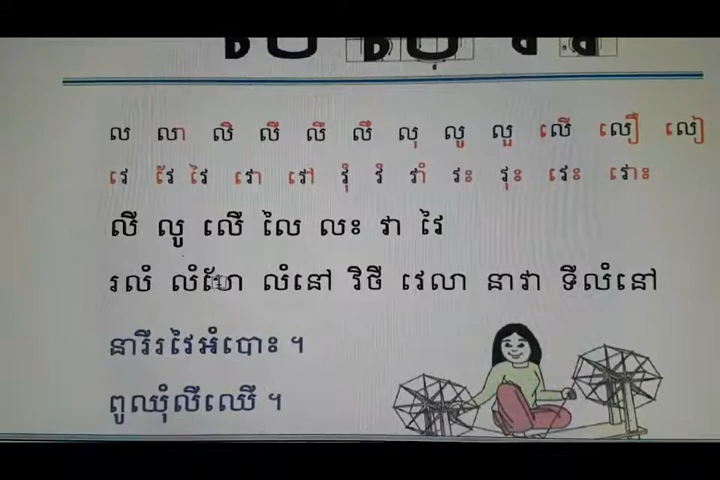 ល លា លិ លី លឹ លឺ លុ លូ លួ លើ លឿ លៀ
វេ វែ វៃ វោ វៅ វុំ វំ វាំ វះ វុះ វេះ វោះ
លី លូ លើ លៃ លះ វា វៃ
រលំ លំហែ លំនៅ វិថី វេលា នាវា ទីលំនៅ
នារីរវៃអំបោះ ។
ពូឈុំលីឈើ ។